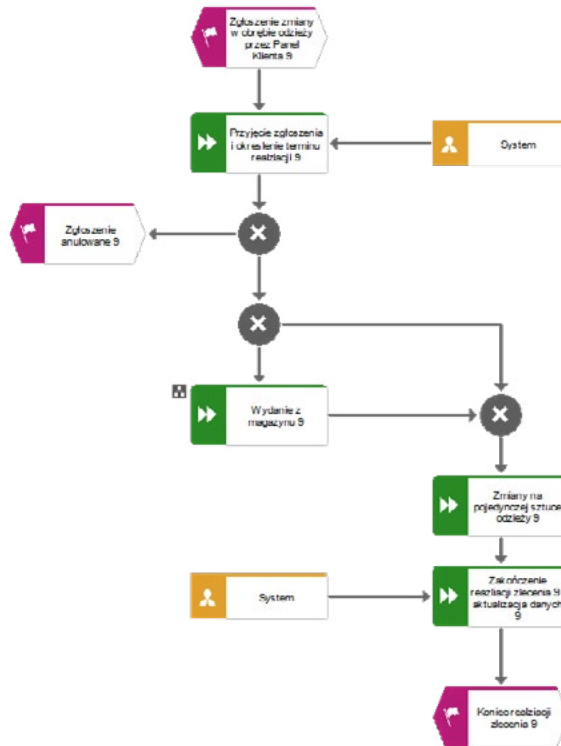 Zgłoszenie zmiany
w obrębie odzieży
przez Panel
Klienta 9
Przyjęcie zgłoszenia
i określenie terminu
realizacji 9
System
Zgłoszenie
anulowane 9
Wydanie z
magazynu 9
Zmiany na
pojedynczej sztuce
odzieży 9
System
Zakończenie
realizacji zlecenia 9
aktualizacja danych
9
Koniec realizacji
zlecenia 9